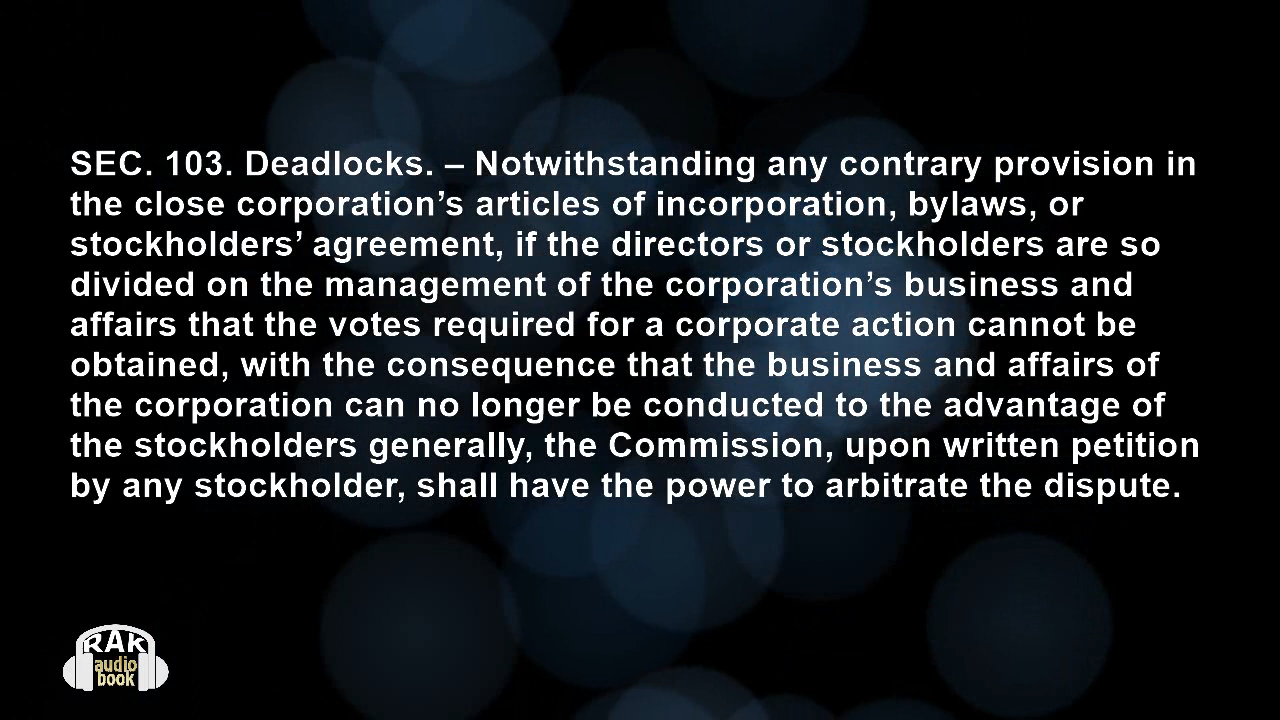 SEC. 103. Deadlocks. – Notwithstanding any contrary provision in
the close corporation’s articles of incorporation, bylaws, or
stockholders’ agreement, if the directors or stockholders are so
divided on the management of the corporation’s business and
affairs that the votes required for a corporate action cannot be
obtained, with the consequence that the business and affairs of
the corporation can no longer be conducted to the advantage of
the stockholders generally, the Commission, upon written petition
by any stockholder, shall have the power to arbitrate the dispute.
RAK
audio
book